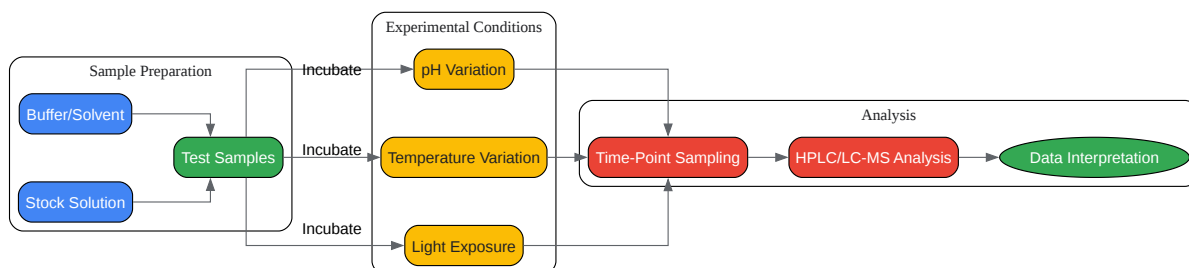 Sample Preparation
Buffer/Solvent
Stock Solution
Test Samples
Incubate
Incubate
Incubate
Experimental Conditions
pH Variation
Temperature Variation
Light Exposure
Analysis
Time-Point Sampling
HPLC/LC-MS Analysis
Data Interpretation